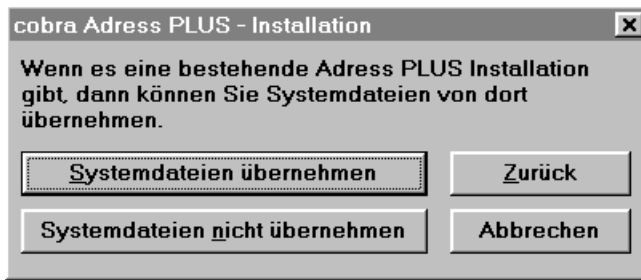 cobra Adress PLUS - Installation
Wenn es eine bestehende Adress PLUS Installation
gibt, dann können Sie Systemdateien von dort
übernehmen.
Systemdateien übernehmen
Zurück
Systemdateien nicht übernehmen
Abbrechen